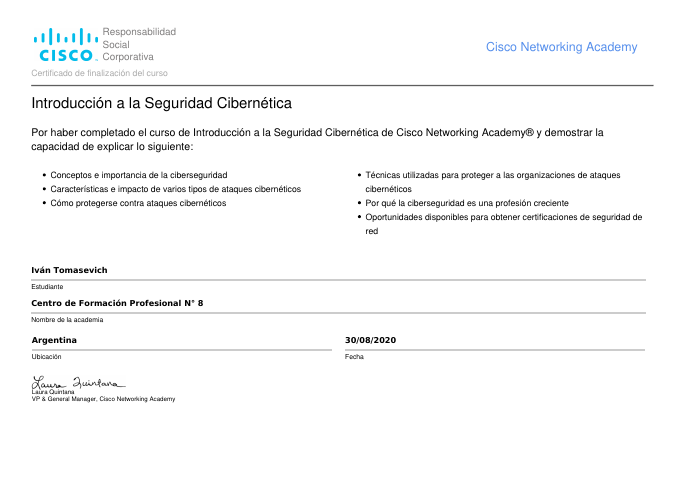 CISCO
Responsabilidad
Social
Corporativa
Cisco Networking Academy
Certificado de finalización del curso
Introducción a la Seguridad Cibernética
Por haber completado el curso de Introducción a la Seguridad Cibernética de Cisco Networking Academy® y demostrar la
capacidad de explicar lo siguiente:
• Conceptos e importancia de la ciberseguridad
• Características e impacto de varios tipos de ataques cibernéticos
• Cómo protegerse contra ataques cibernéticos
• Técnicas utilizadas para proteger a las organizaciones de ataques
cibernéticos
• Por qué la ciberseguridad es una profesión creciente
• Oportunidades disponibles para obtener certificaciones de seguridad de
red
Iván Tomasevich
Estudiante
Centro de Formación Profesional N° 8
Nombre de la academia
Argentina
Ubicación
30/08/2020
Fecha
Laura Quintana
Laura Quintana
VP & General Manager, Cisco Networking Academy